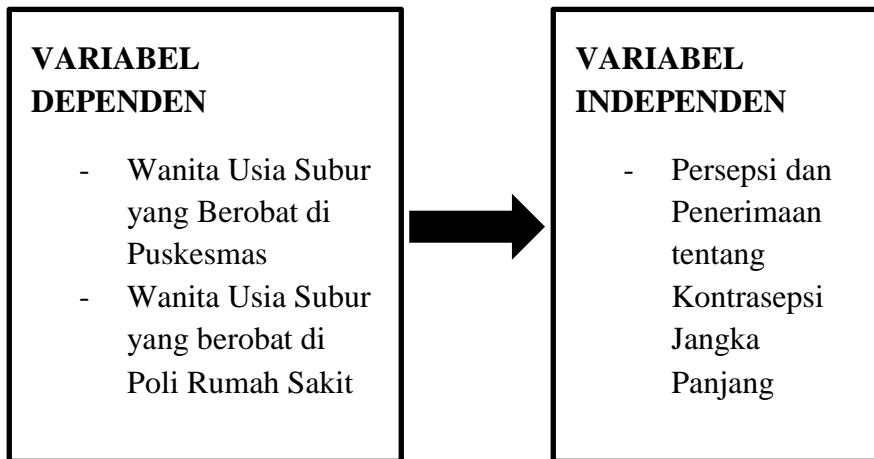 VARIABEL
DEPENDEN
- Wanita Usia Subur
yang Berobat di
Puskesmas
- Wanita Usia Subur
yang berobat di
Poli Rumah Sakit
VARIABEL
INDEPENDEN
- Persepsi dan
Penerimaan
tentang
Kontrasepsi
Jangka
Panjang